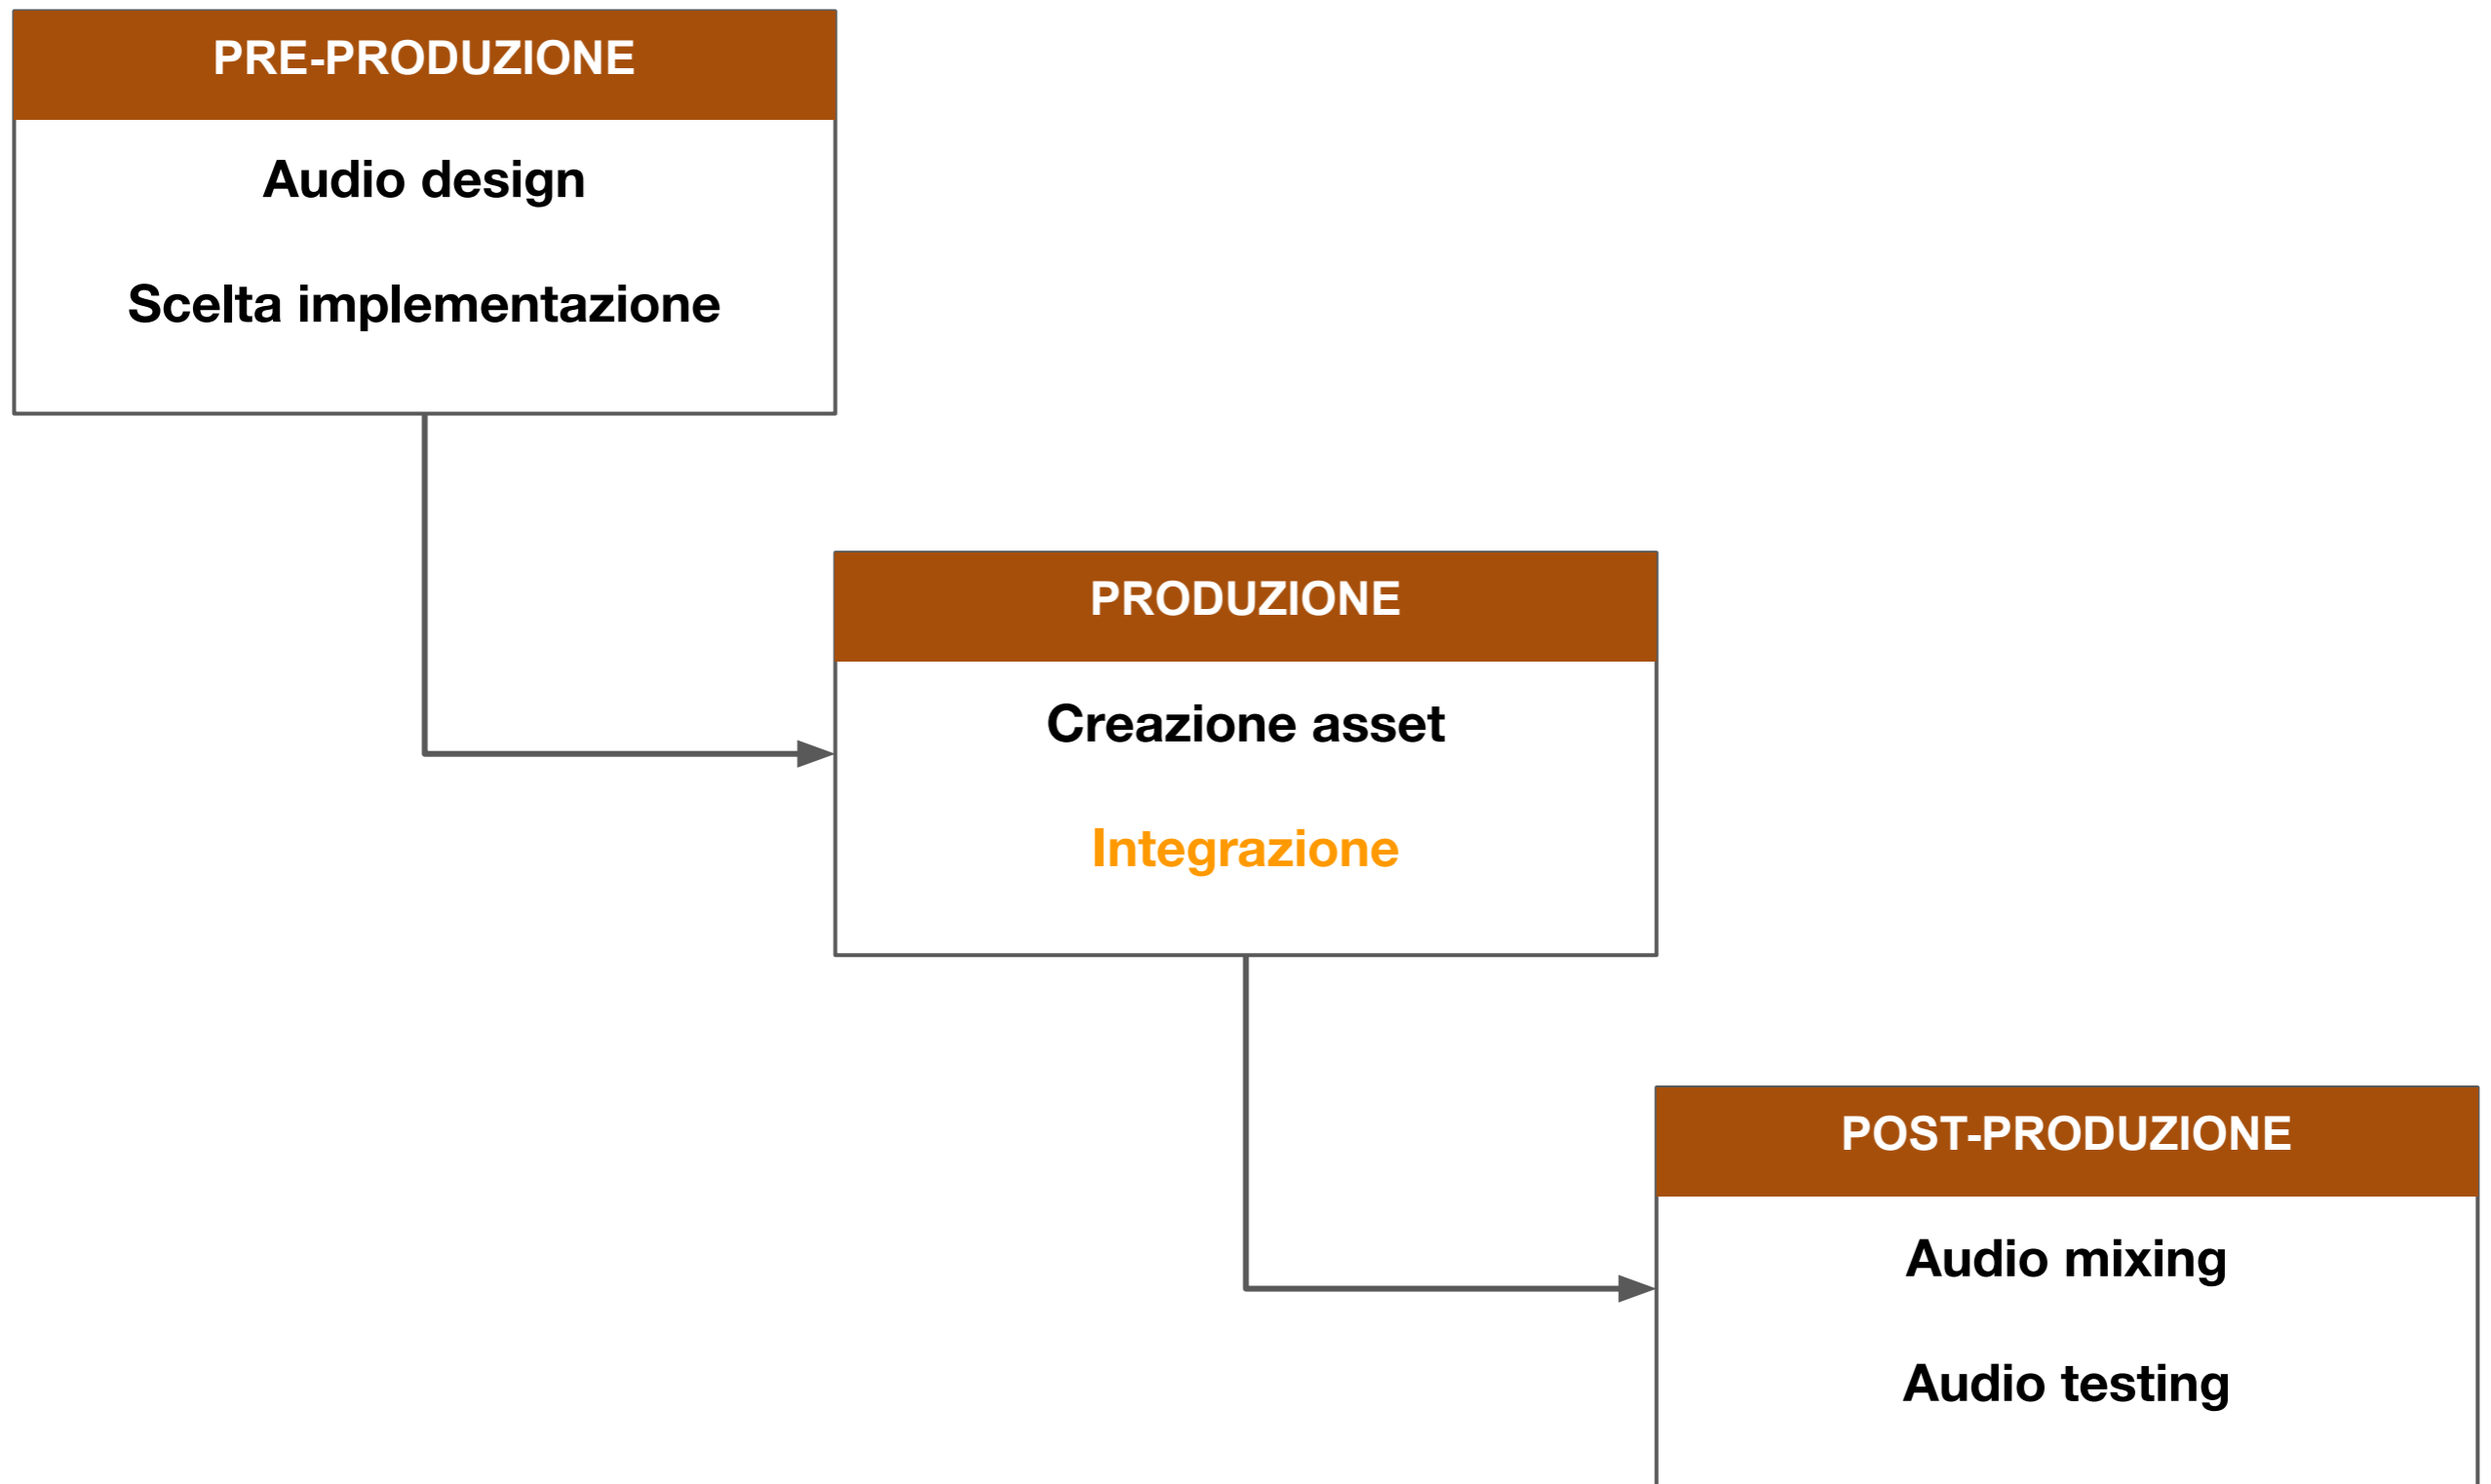 PRE-PRODUZIONE
Audio design
Scelta implementazione
PRODUZIONE
Creazione asset
Integrazione
POST-PRODUZIONE
Audio mixing
Audio testing